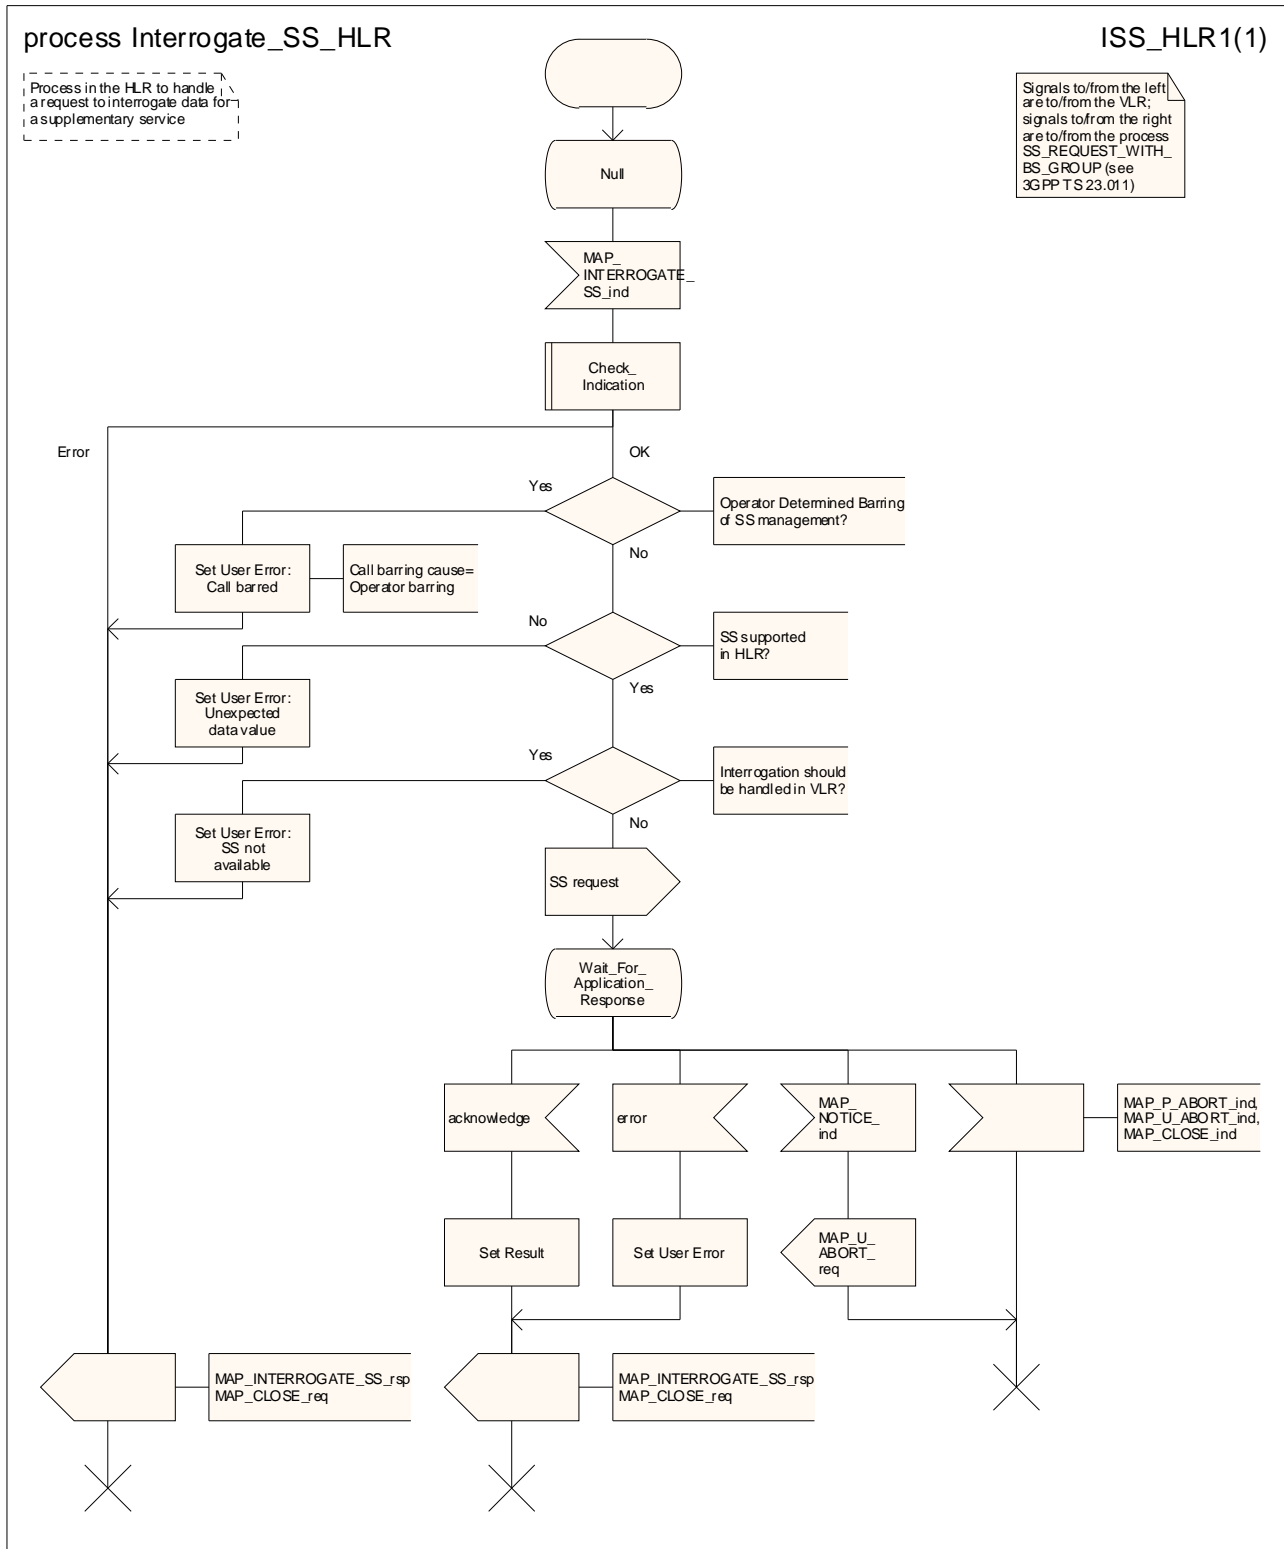 process Interrogate_SS_HLR
ISS_HLR1(1)
Process in the HLR to handle
a request to interrogate data for
a supplementary service
Signals to/from the left
are to/from the VLR;
signals to/from the right
are to/from the process
SS_REQUEST_WITH_
BS_GROUP (see
3GPP TS 23.011)
Null
MAP_
INTERROGATE_
SS_ind
Check_
Indication
Error
OK
Yes
Operator Determined Barring
of SS management?
No
Set User Error:
Call barred
Call barring cause=
Operator barring
No
SS supported
in HLR?
Yes
Set User Error:
Unexpected
data value
Yes
Interrogation should
be handled in VLR?
No
Set User Error:
SS not
available
SS request
Wait_For_
Application_
Response
acknowledge
error
MAP_
NOTICE_
ind
MAP_P_ABORT_ind,
MAP_U_ABORT_ind,
MAP_CLOSE_ind
Set Result
Set User Error
MAP_U_
ABORT_
req
MAP_INTERROGATE_SS_rsp
MAP_CLOSE_req
MAP_INTERROGATE_SS_rsp
MAP_CLOSE_req